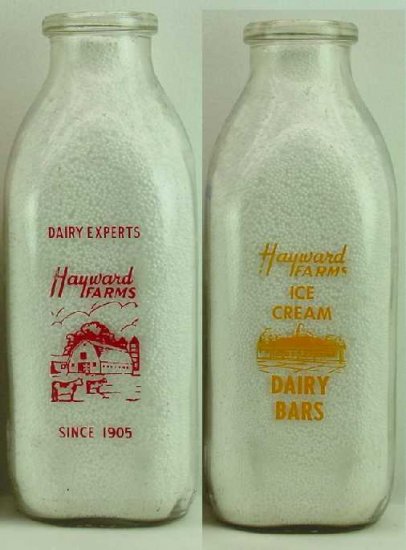 DAIRY EXPERTS
Hayward
FARMS
SINCE 1905
Hayward
FARMS
ICE
CREAM
DAIRY
BARS